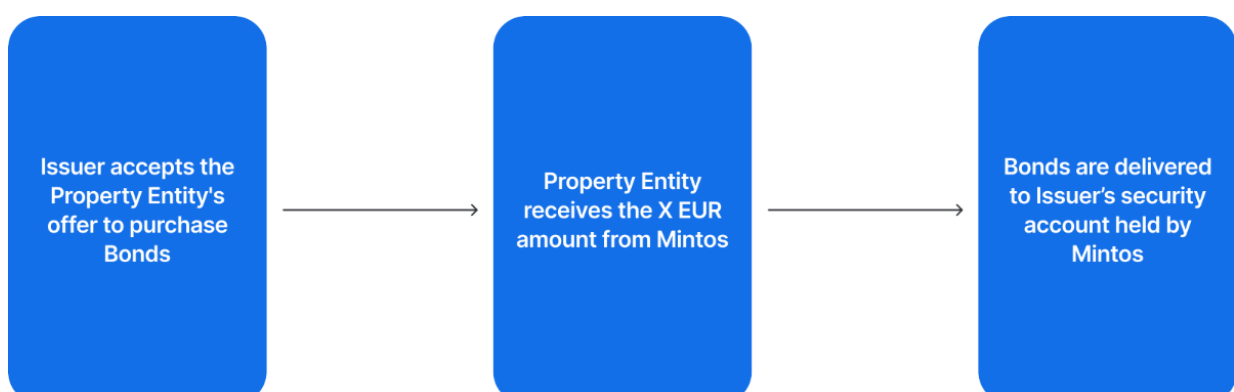 Issuer accepts the
Property Entity's
offer to purchase
Bonds
Property Entity
receives the X EUR
amount from Mintos
Bonds are delivered
to Issuer’s security
account held by
Mintos